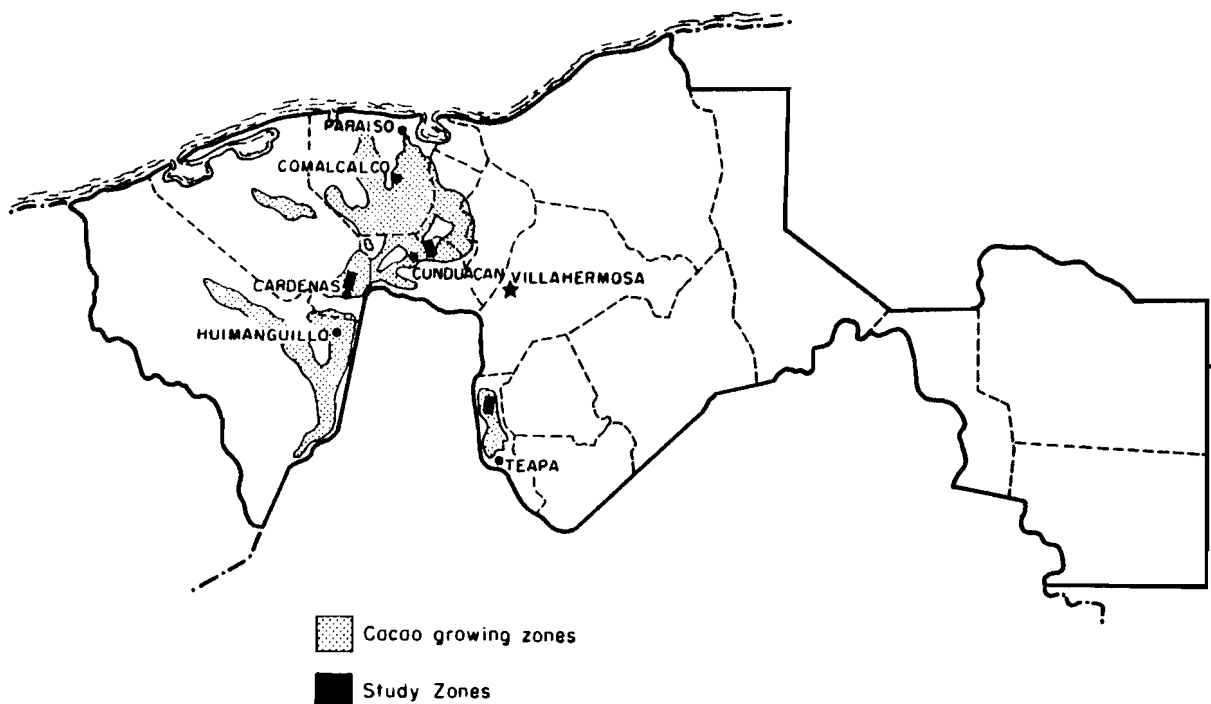 PARAISO
COMALCALCO
CUNDUACAN
VILLAHERMOSA
CARDENAS
HUIMANGUILLO
TEAPA
Cacao growing zones
Study Zones